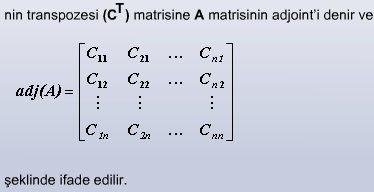 nin transpozesi (C^T) matrisine A matrisinin adjoint'i denir ve
adj(A) = [ C₁₁ C₂₁ … Cₙ₁
C₁₂ C₂₂ … Cₙ₂
⋮ ⋮ ⋮
C₁ₙ C₂ₙ … Cₙₙ ]
şeklinde ifade edilir.